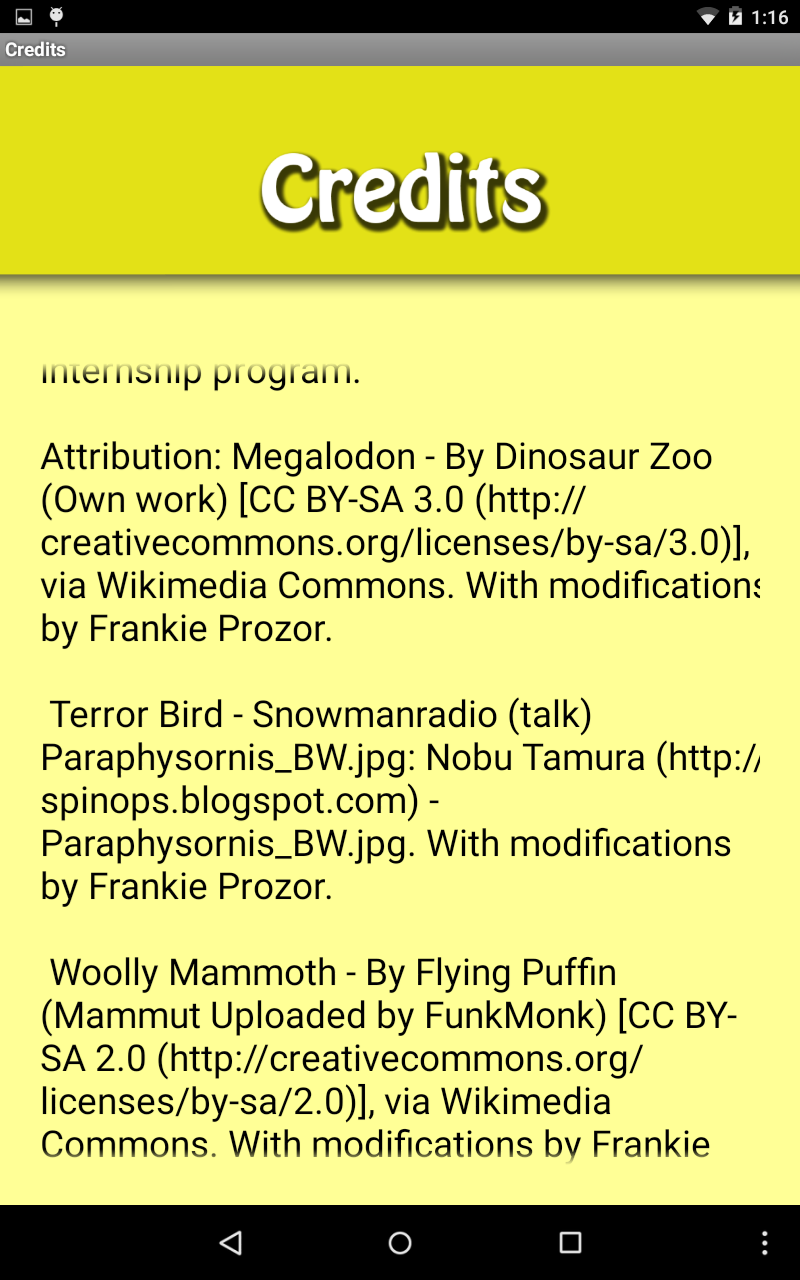 1:16
Credits
Credits
internship program.
Attribution: Megalodon - By Dinosaur Zoo
(Own work) [CC BY-SA 3.0 (http://
creativecommons.org/licenses/by-sa/3.0)],
via Wikimedia Commons. With modifications
by Frankie Prozor.
Terror Bird - Snowmanradio (talk)
Paraphysornis_BW.jpg: Nobu Tamura (http://
spinops.blogspot.com) -
Paraphysornis_BW.jpg. With modifications
by Frankie Prozor.
Woolly Mammoth - By Flying Puffin
(Mammut Uploaded by FunkMonk) [CC BY-
SA 2.0 (http://creativecommons.org/
licenses/by-sa/2.0)], via Wikimedia
Commons. With modifications by Frankie